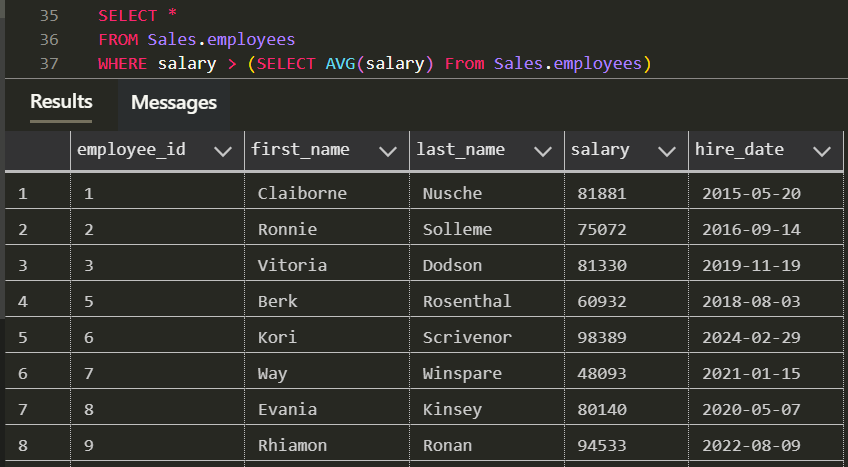 35 SELECT *
36 FROM Sales.employees
37 WHERE salary > (SELECT AVG(salary) From Sales.employees)
Results Messages
employee_id first_name last_name salary hire_date
1 1 Claiborne Nusche 81881 2015-05-20
2 2 Ronnie Solleme 75072 2016-09-14
3 3 Vitoria Dodson 81330 2019-11-19
4 5 Berk Rosenthal 60932 2018-08-03
5 6 Kori Scrivenor 98389 2024-02-29
6 7 Way Winspare 48093 2021-01-15
7 8 Evania Kinsey 80140 2020-05-07
8 9 Rhiamon Ronan 94533 2022-08-09